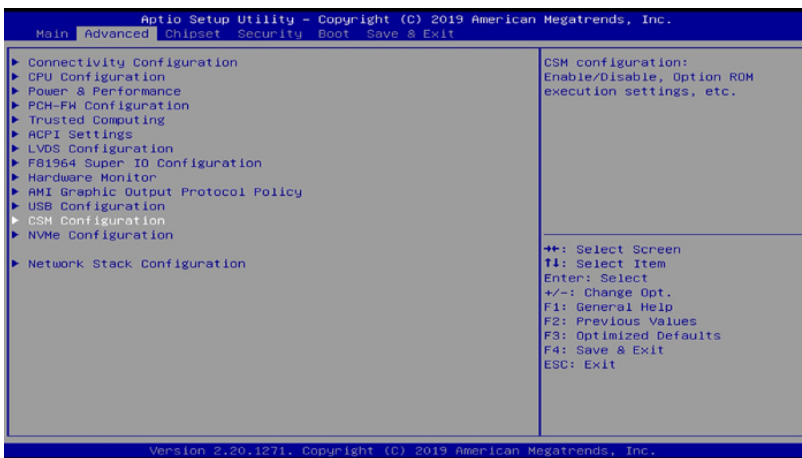 Aptio Setup Utility – Copyright (C) 2019 American Megatrends, Inc.
Main Advanced Chipset Security Boot Save & Exit
► Connectivity Configuration
► CPU Configuration
► Power & Performance
► PCH-FW Configuration
► Trusted Computing
► ACPI Settings
► LVDS Configuration
► F81964 Super IO Configuration
► Hardware Monitor
► AMI Graphic Output Protocol Policy
► USB Configuration
► CSM Configuration
► NVMe Configuration
► Network Stack Configuration
CSM configuration:
Enable/Disable, Option ROM
execution settings, etc.
→←: Select Screen
↑↓: Select Item
Enter: Select
+/-: Change Opt.
F1: General Help
F2: Previous Values
F3: Optimized Defaults
F4: Save & Exit
ESC: Exit
Version 2.20.1271. Copyright (C) 2019 American Megatrends, Inc.